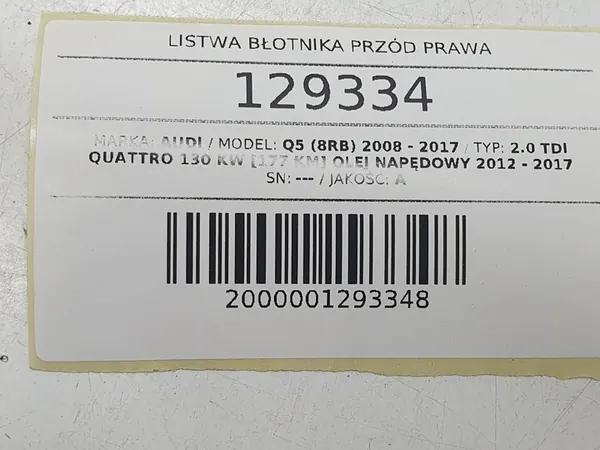 LISTWA BŁOTNIKA PRZÓD PRAWA
129334
MARKA: AUDI / MODEL: Q5 (8RB) 2008 - 2017 / TYP: 2.0 TDI
QUATTRO 130 KW [177 KM] OLEJ NAPĘDOWY 2012 - 2017
SN: --- / JAKOŚĆ: A
2000001293348